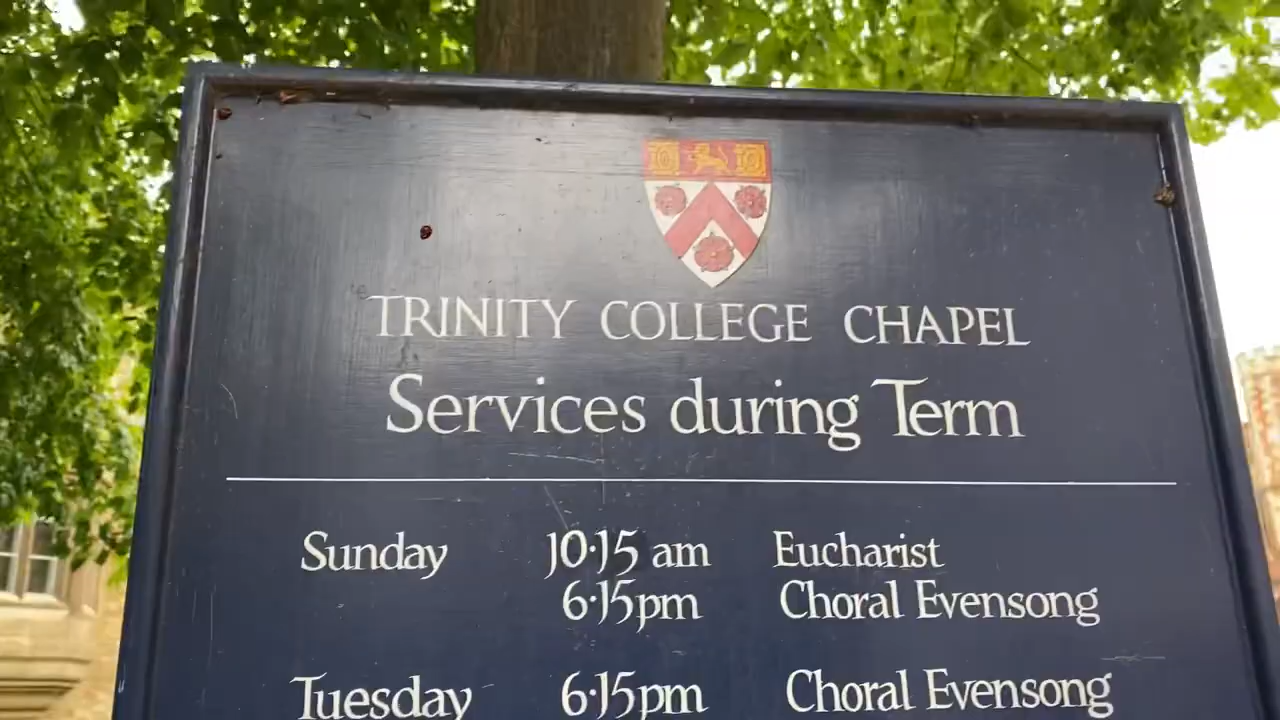 TRINITY COLLEGE CHAPEL
Services during Term
Sunday 10·15 am Eucharist
6·15pm Choral Evensong
Tuesday 6·15pm Choral Evensong